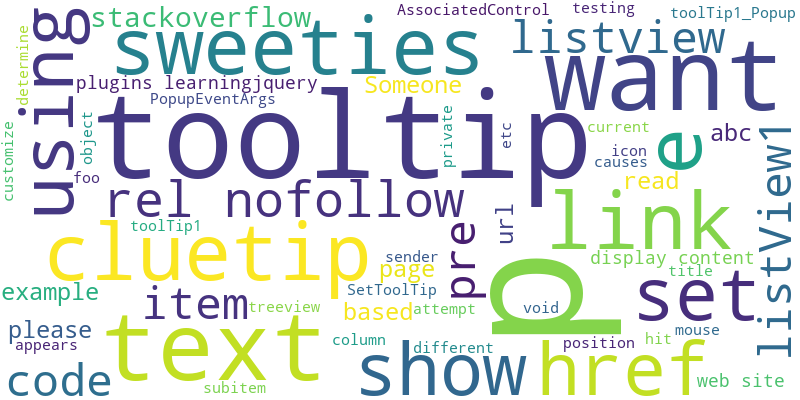 stackoverflow
AssociatedControl
testing
toolTip1_Popup
determine
using
sweeties
listview
want
plugins learningjquery
Someone
PopupEventArgs
tooltip
private
etc
current
e
abc
customize
object
foo
icon
causes
read
listView1
rel nofollow
url
link
toolTip1
cluetip
sender
page
pre
p
display content
title
example
item
treeview
SetToolTip
based
attempt
void
set
please
appears
text
column
different
show
position
hit
mouse
code
subitem
href
web site